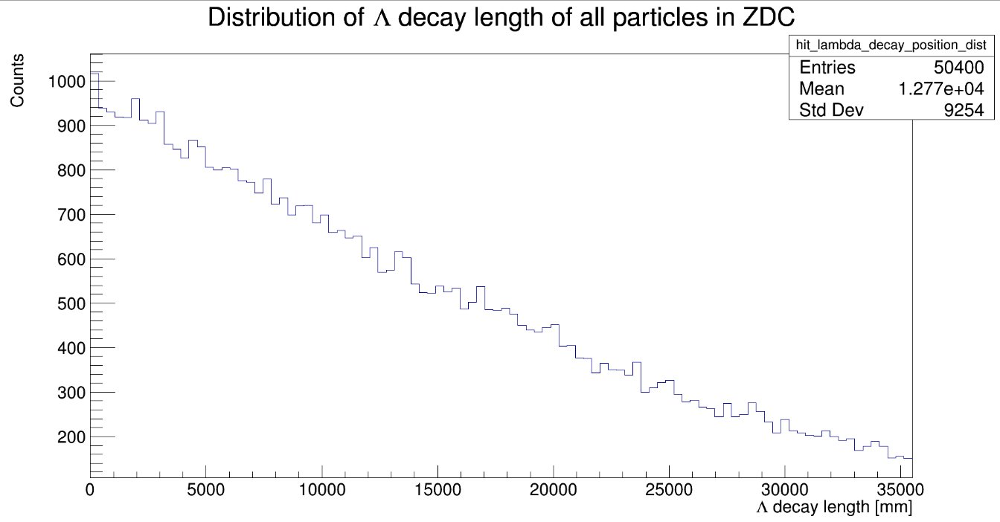 Distribution of Λ decay length of all particles in ZDC
hit_lambda_decay_position_dist
Entries 50400
Mean 1.277e+04
Std Dev 9254
Counts
1000
900
800
700
600
500
400
300
200
0 5000 10000 15000 20000 25000 30000 35000
Λ decay length [mm]